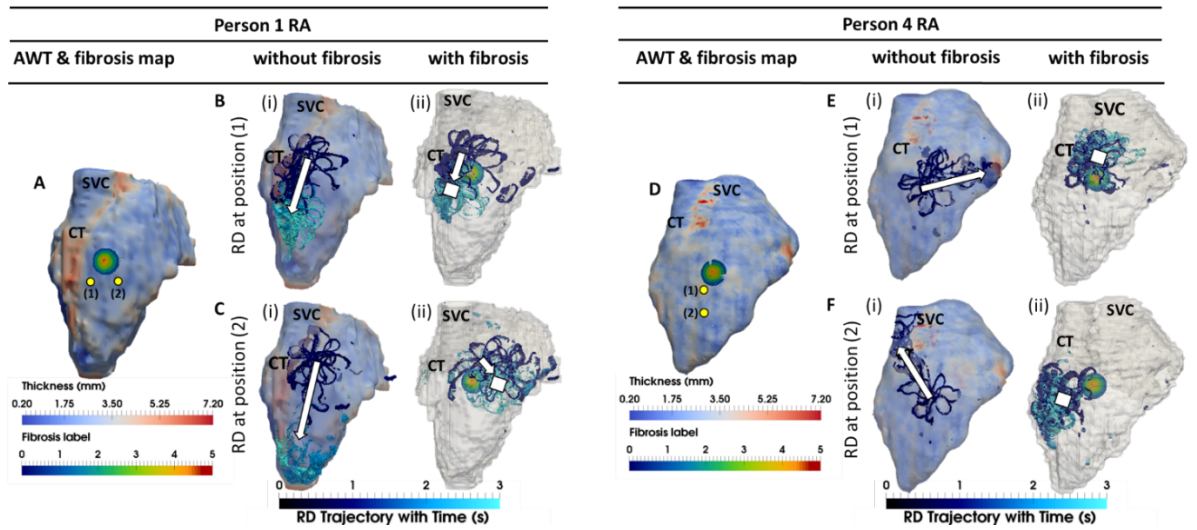 Person 1 RA
AWT & fibrosis map
without fibrosis
with fibrosis
A
SVC
CT
(1)
(2)
Thickness (mm)
0.20 1.75 3.50 5.25 7.20
Fibrosis label
0 1 2 3 4 5
RD at position (1)
B
(i)
SVC
CT
(ii)
SVC
CT
RD at position (2)
C
(i)
SVC
CT
(ii)
SVC
CT
0 1 2 3
RD Trajectory with Time (s)
Person 4 RA
AWT & fibrosis map
without fibrosis
with fibrosis
D
SVC
CT
(1)
(2)
Thickness (mm)
0.20 1.75 3.50 5.25 7.20
Fibrosis label
0 1 2 3 4 5
RD at position (1)
E
(i)
SVC
CT
(ii)
SVC
CT
RD at position (2)
F
(i)
SVC
CT
(ii)
SVC
CT
0 1 2 3
RD Trajectory with Time (s)